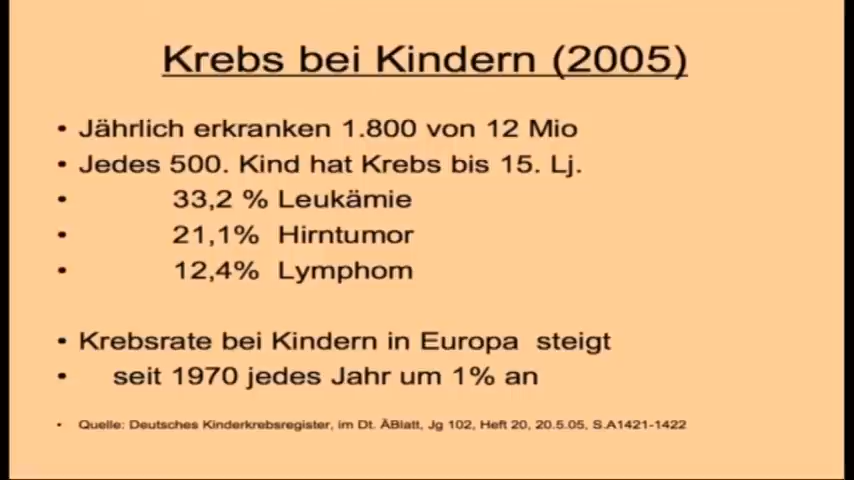 Krebs bei Kindern (2005)
• Jährlich erkranken 1.800 von 12 Mio
• Jedes 500. Kind hat Krebs bis 15. Lj.
• 33,2 % Leukämie
• 21,1% Hirntumor
• 12,4% Lymphom
• Krebsrate bei Kindern in Europa steigt
• seit 1970 jedes Jahr um 1% an
• Quelle: Deutsches Kinderkrebsregister, im Dt. ÄBlatt, Jg 102, Heft 20, 20.5.05, S.A1421-1422